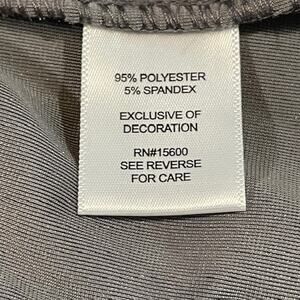 95% POLYESTER
5% SPANDEX
EXCLUSIVE OF
DECORATION
RN#15600
SEE REVERSE
FOR CARE